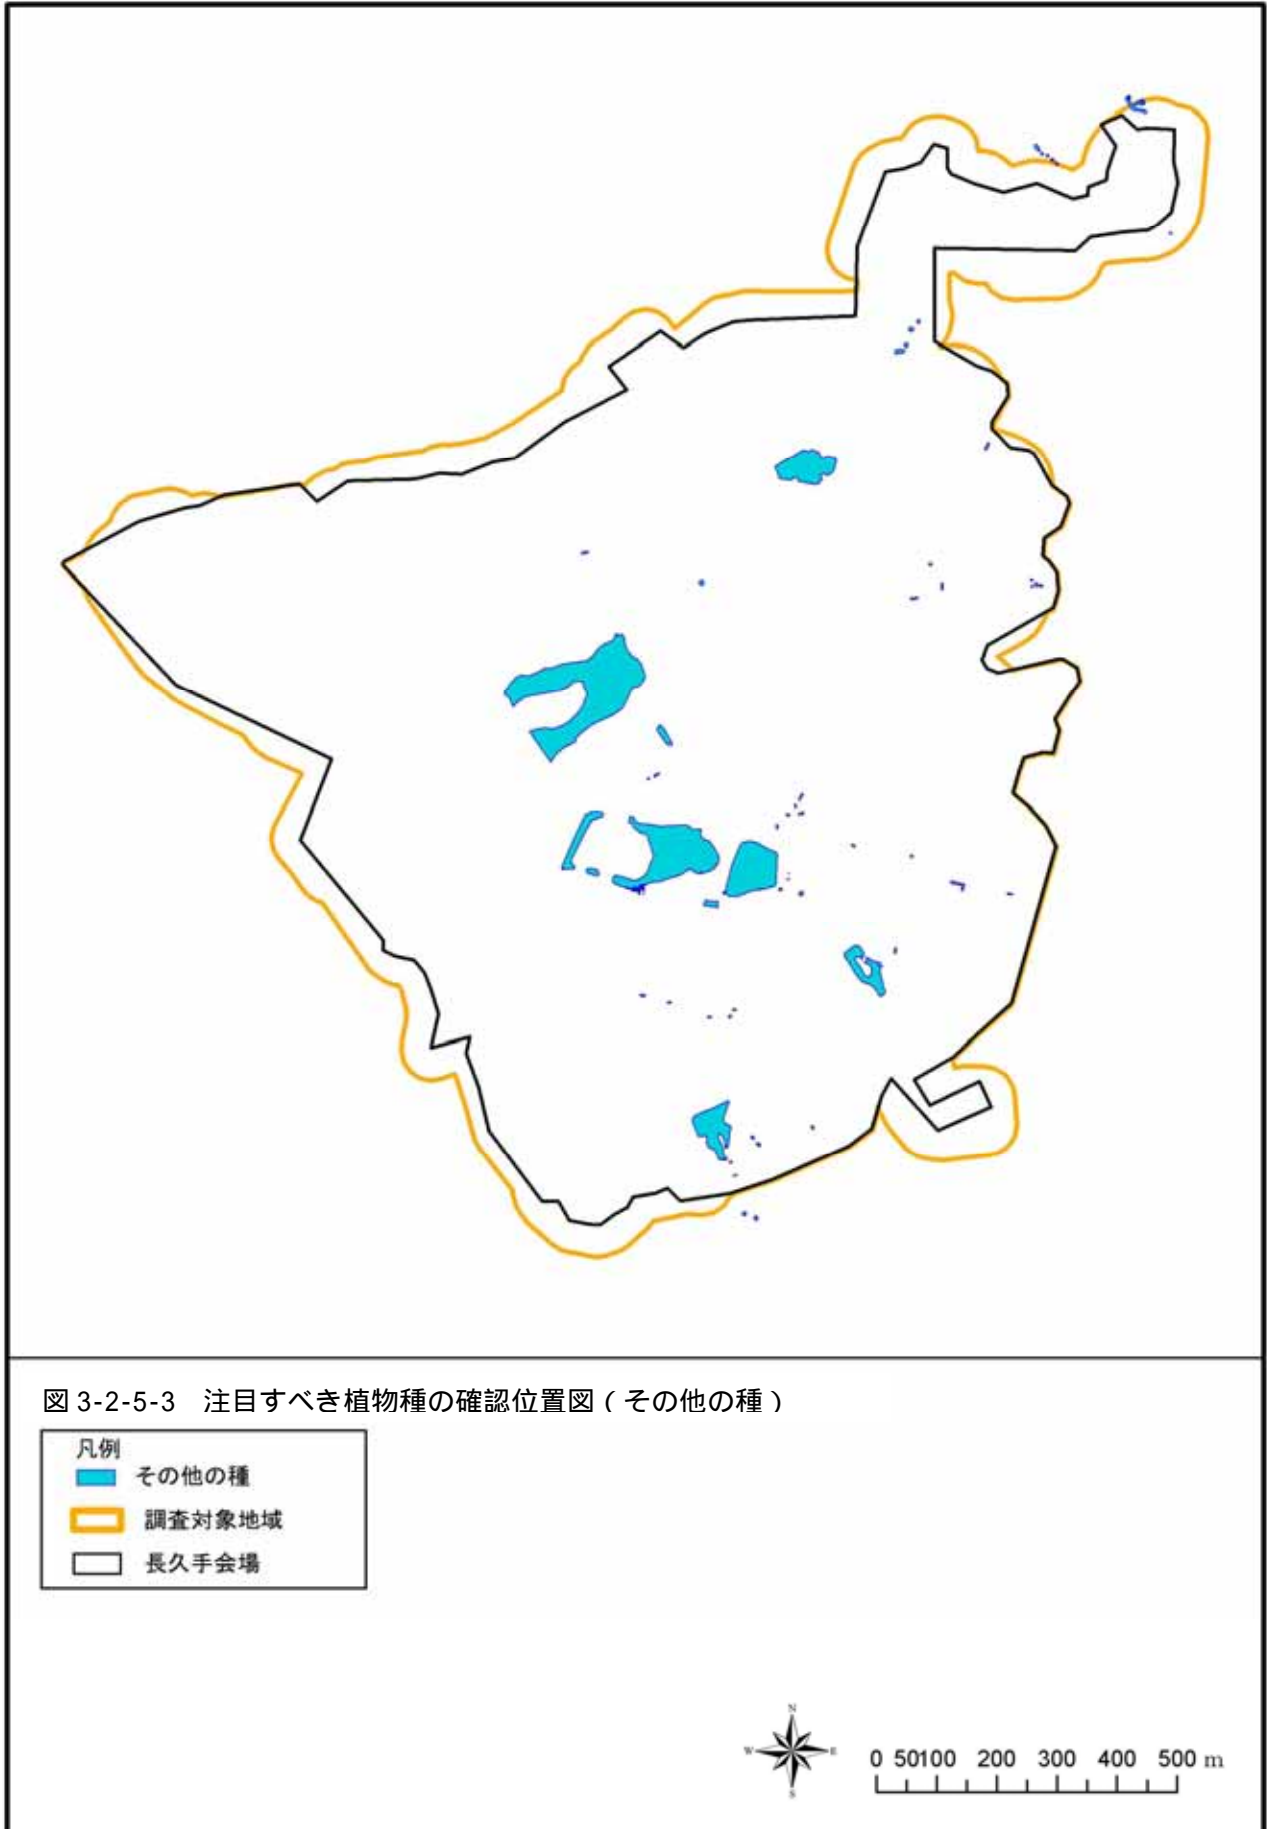 図 3-2-5-3 注目すべき植物種の確認位置図（その他の種）
凡例
その他の種
調査対象地域
長久手会場
N
W E
S
0 50100 200 300 400 500 m